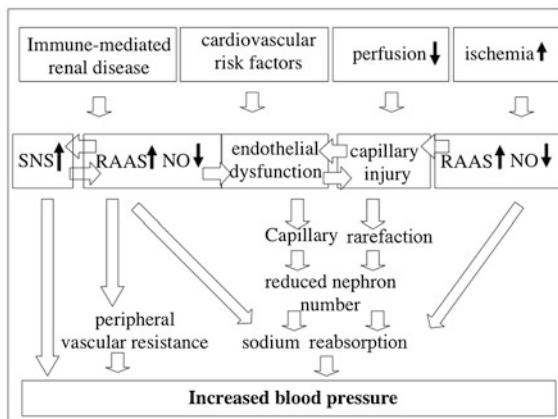 Immune-mediated
renal disease
cardiovascular
risk factors
perfusion
ischemia
SNS
RAAS NO
endothelial
dysfunction
capillary
injury
RAAS NO
Capillary rarefaction
reduced nephron
number
peripheral
vascular resistance
sodium reabsorption
Increased blood pressure